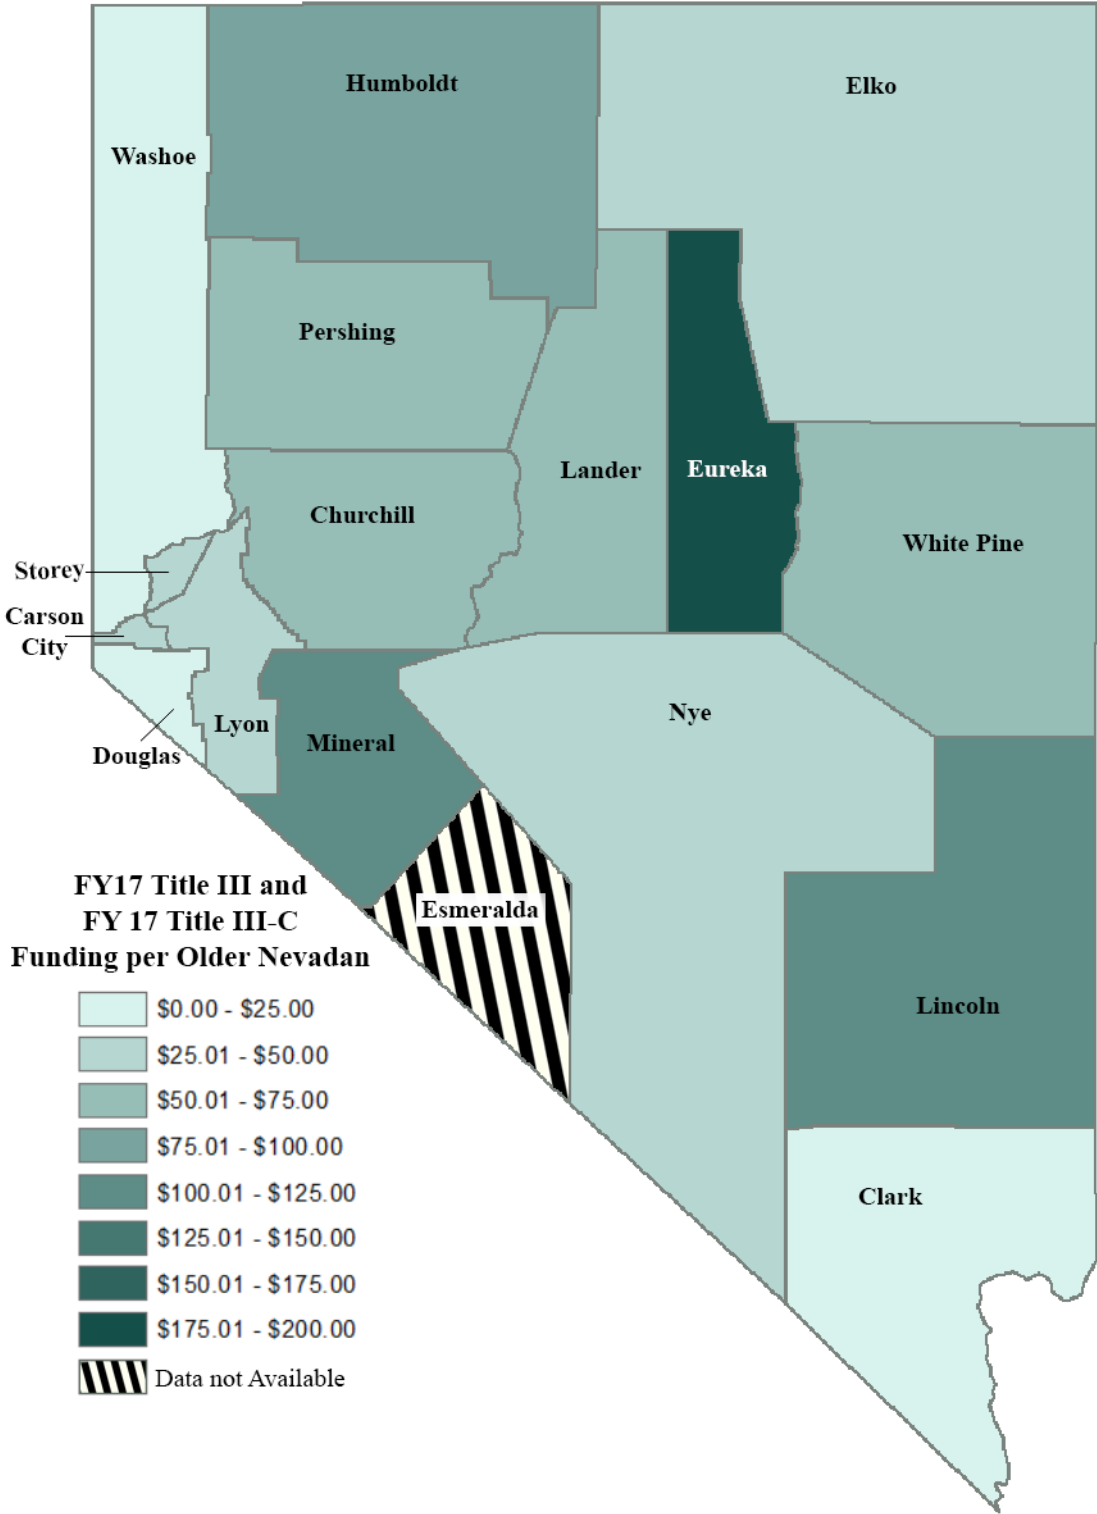 Humboldt
Elko
Washoe
Pershing
Lander
Eureka
Churchill
White Pine
Storey
Carson
City
Nye
Lyon
Mineral
Douglas
FY17 Title III and
FY 17 Title III-C
Funding per Older Nevadan
Esmeralda
Lincoln
Clark
$0.00 - $25.00
$25.01 - $50.00
$50.01 - $75.00
$75.01 - $100.00
$100.01 - $125.00
$125.01 - $150.00
$150.01 - $175.00
$175.01 - $200.00
Data not Available